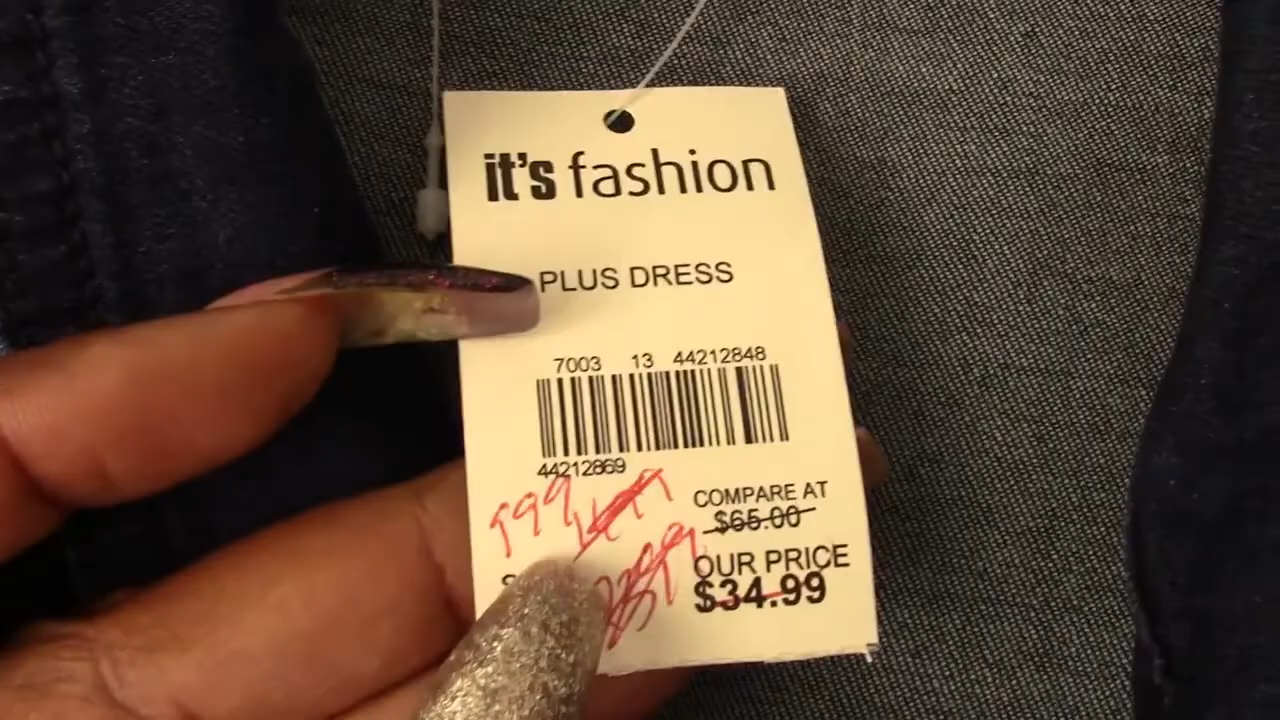 it's fashion
PLUS DRESS
7003 13 44212848
44212869
COMPARE AT
$65.00
OUR PRICE
$34.99